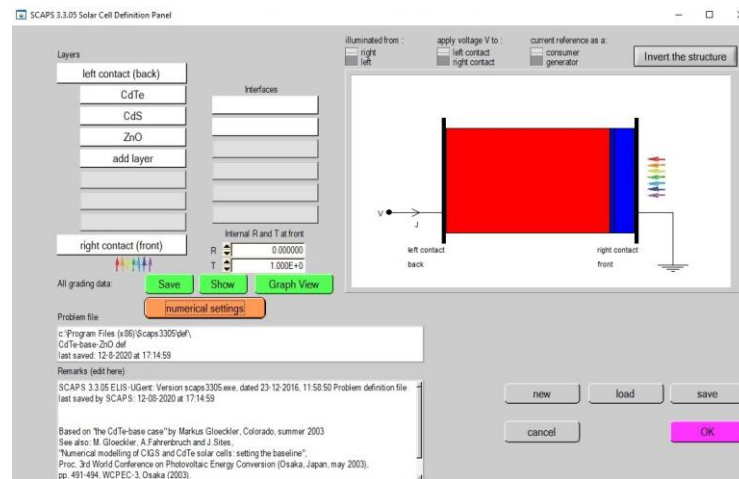 SCAPS 3.3.05 Solar Cell Definition Panel
illuminated from :
right
left
apply voltage V to :
left contact
right contact
current reference as a:
consumer
generator
Invert the structure
Layers
left contact (back)
CdTe
CdS
ZnO
add layer
right contact (front)
Interfaces
Internal R and T at front
R 0.000000
T 1.000E+0
V
J
left contact
back
right contact
front
All grading data:
Save
Show
Graph View
numerical settings
Problem file
c:\Program Files (x86)\Scaps3305\def\
CdTe-base-ZnO.def
last saved: 12-8-2020 at 17:14:59
Remarks (edit here)
SCAPS 3.3.05 ELIS-UGent: Version scaps3305.exe, dated 23-12-2016, 11:58:50 Problem definition file
last saved by SCAPS: 12-08-2020 at 17:14:59
Based on "the CdTe-base case" by Markus Gloeckler, Colorado, summer 2003
See also: M. Gloeckler, A.Fahrenbruch and J.Sites,
"Numerical modelling of CIGS and CdTe solar cells: setting the baseline",
Proc. 3rd World Conference on Photovoltaic Energy Conversion (Osaka, Japan, may 2003),
pp. 491-494, WCPEC-3, Osaka (2003).
new
load
save
cancel
OK